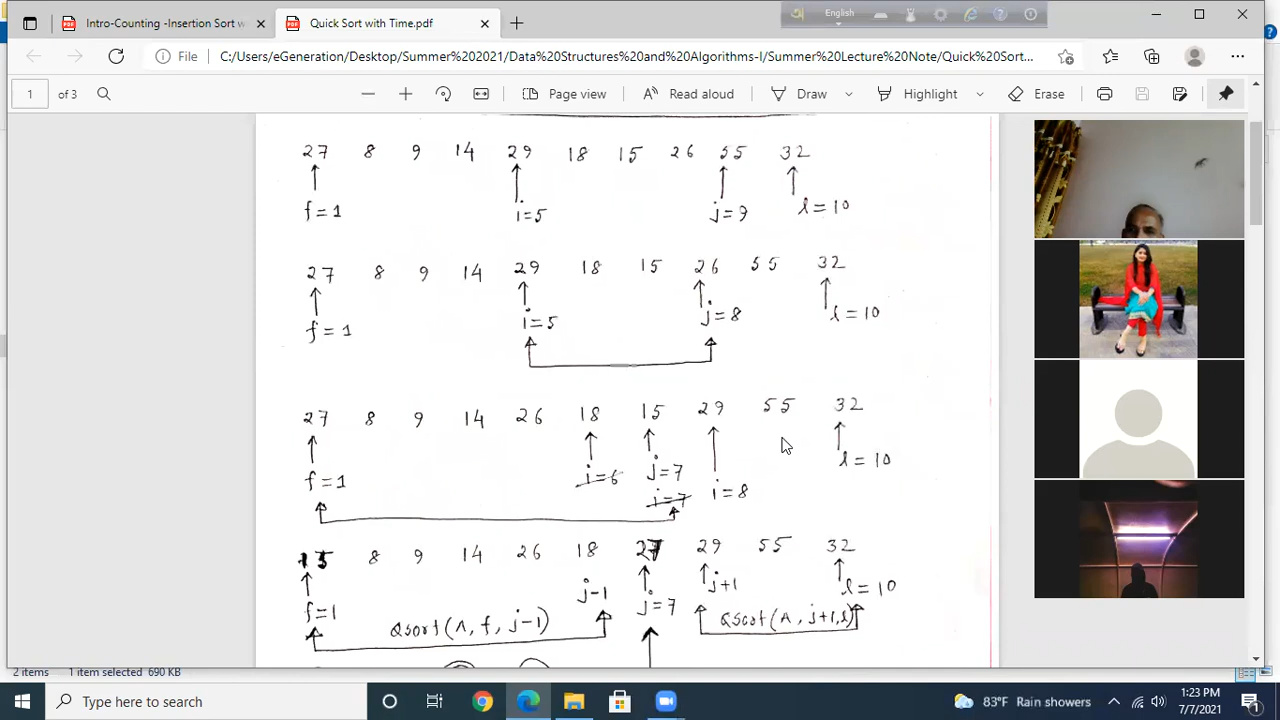 Intro-Counting -Insertion Sort w
Quick Sort with Time.pdf
English
File C:/Users/eGeneration/Desktop/Summer%202021/Data%20Structures%20and%20Algorithms-I/Summer%20Lecture%20Note/Quick%20Sort...
1 of 3 Page view Read aloud Draw Highlight Erase
27 8 9 14 29 18 15 26 55 32
f=1 i=5 j=9 l=10
27 8 9 14 29 18 15 26 55 32
f=1 i=5 j=8 l=10
27 8 9 14 26 18 15 29 55 32
f=1 i=6 j=7 l=10
i=7 i=8
15 8 9 14 26 18 27 29 55 32
f=1 j-1 j=7 j+1 l=10
Qsort(A, f, j-1) Qsort(A, j+1, l)
2 items 1 item selected 690 KB
Type here to search
83°F Rain showers
1:23 PM
7/7/2021